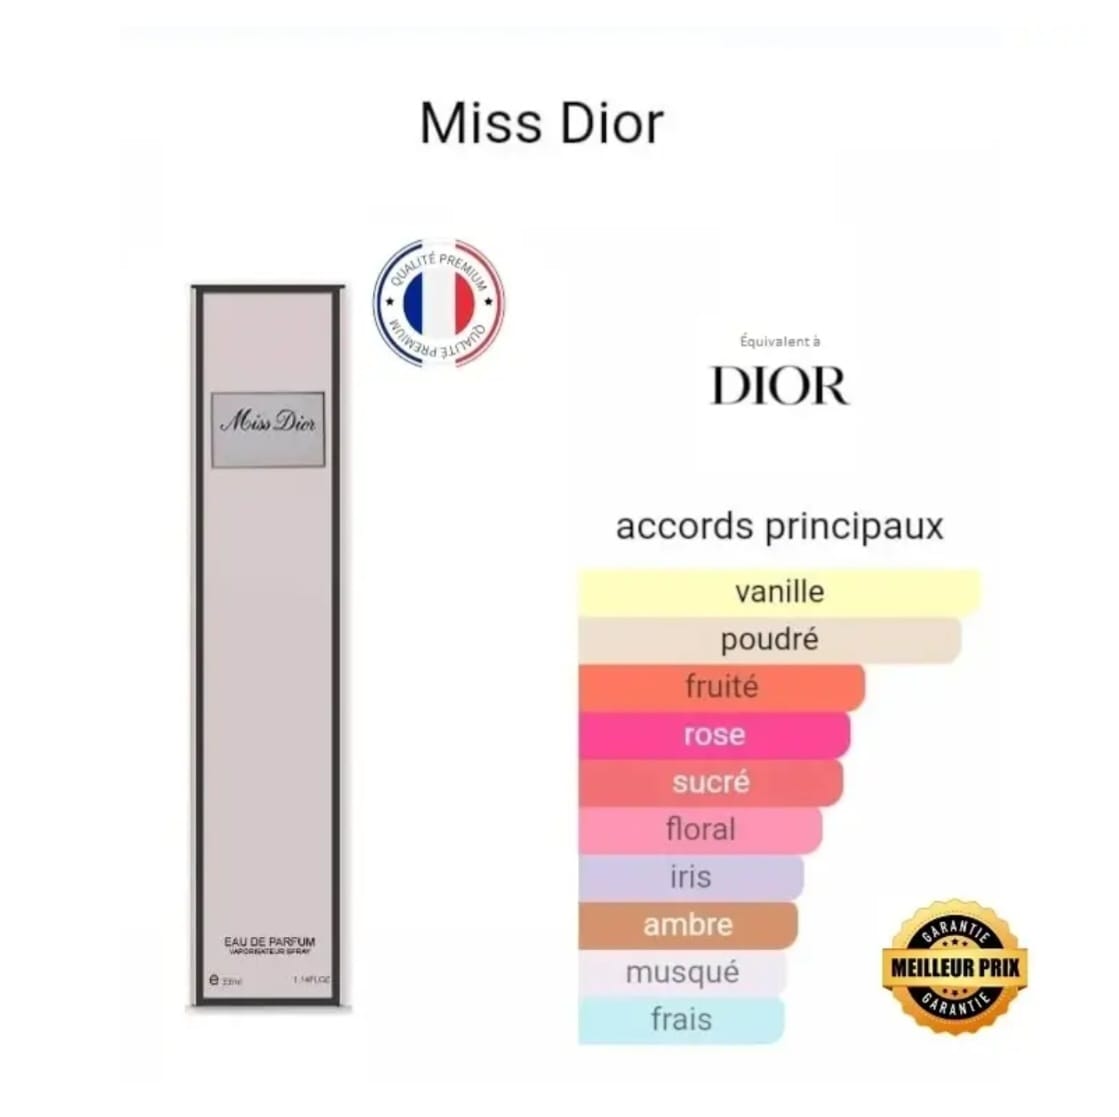 Miss Dior
QUALITÉ PREMIUM
QUALITÉ PREMIUM
Miss Dior
EAU DE PARFUM
VAPORISATEUR SPRAY
e
Équivalent à
DIOR
accords principaux
vanille
poudré
fruité
rose
sucré
floral
iris
ambre
musqué
frais
GARANTIE
MEILLEUR PRIX
GARANTIE